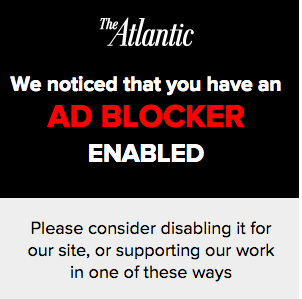 The Atlantic
We noticed that you have an
AD BLOCKER
ENABLED
Please consider disabling it for
our site, or supporting our work
in one of these ways